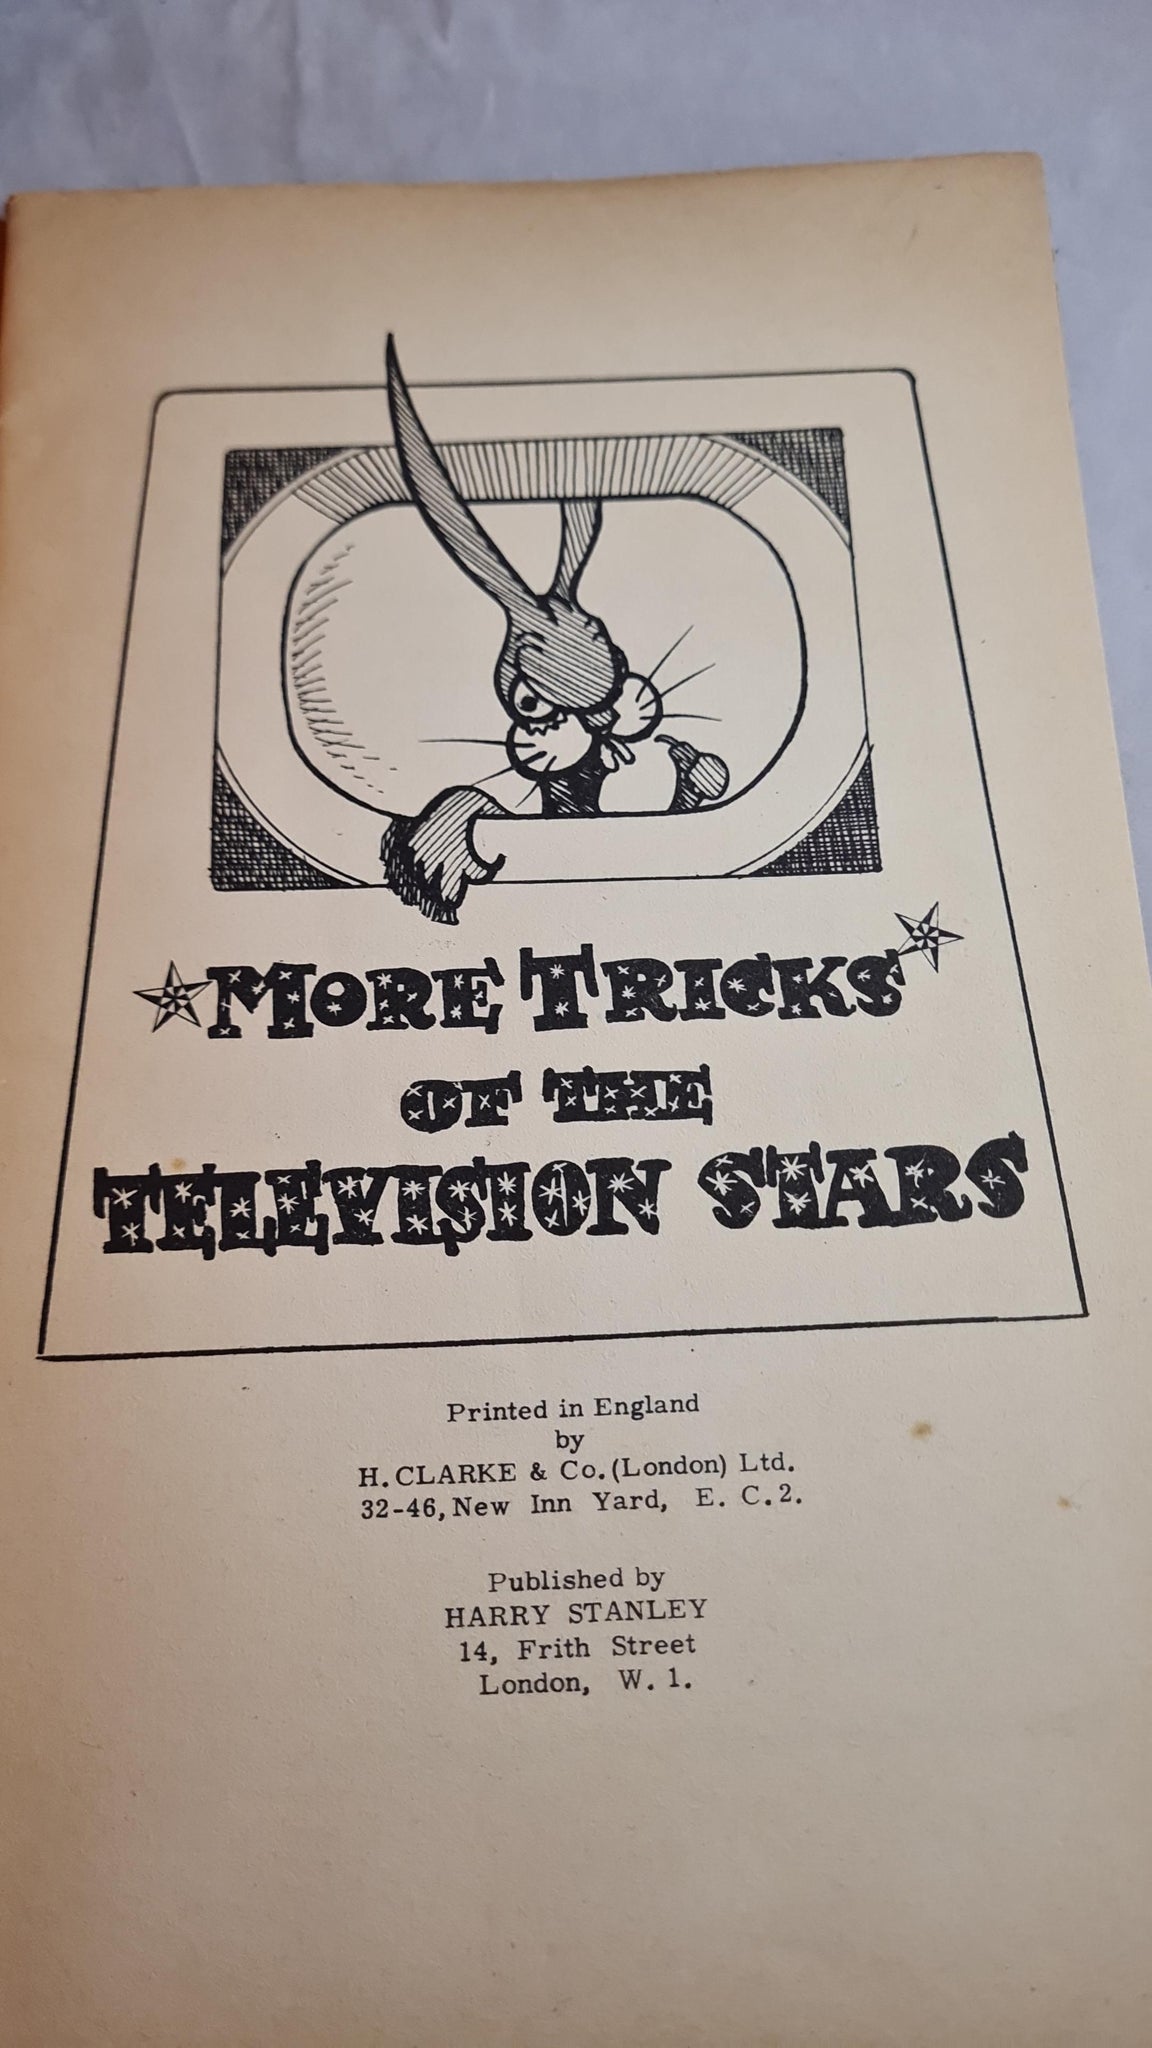 MORE TRICKS
OF THE
TELEVISION STARS
Printed in England
by
H. CLARKE & Co. (London) Ltd.
32-46, New Inn Yard, E. C. 2.
Published by
HARRY STANLEY
14, Frith Street
London, W. 1.